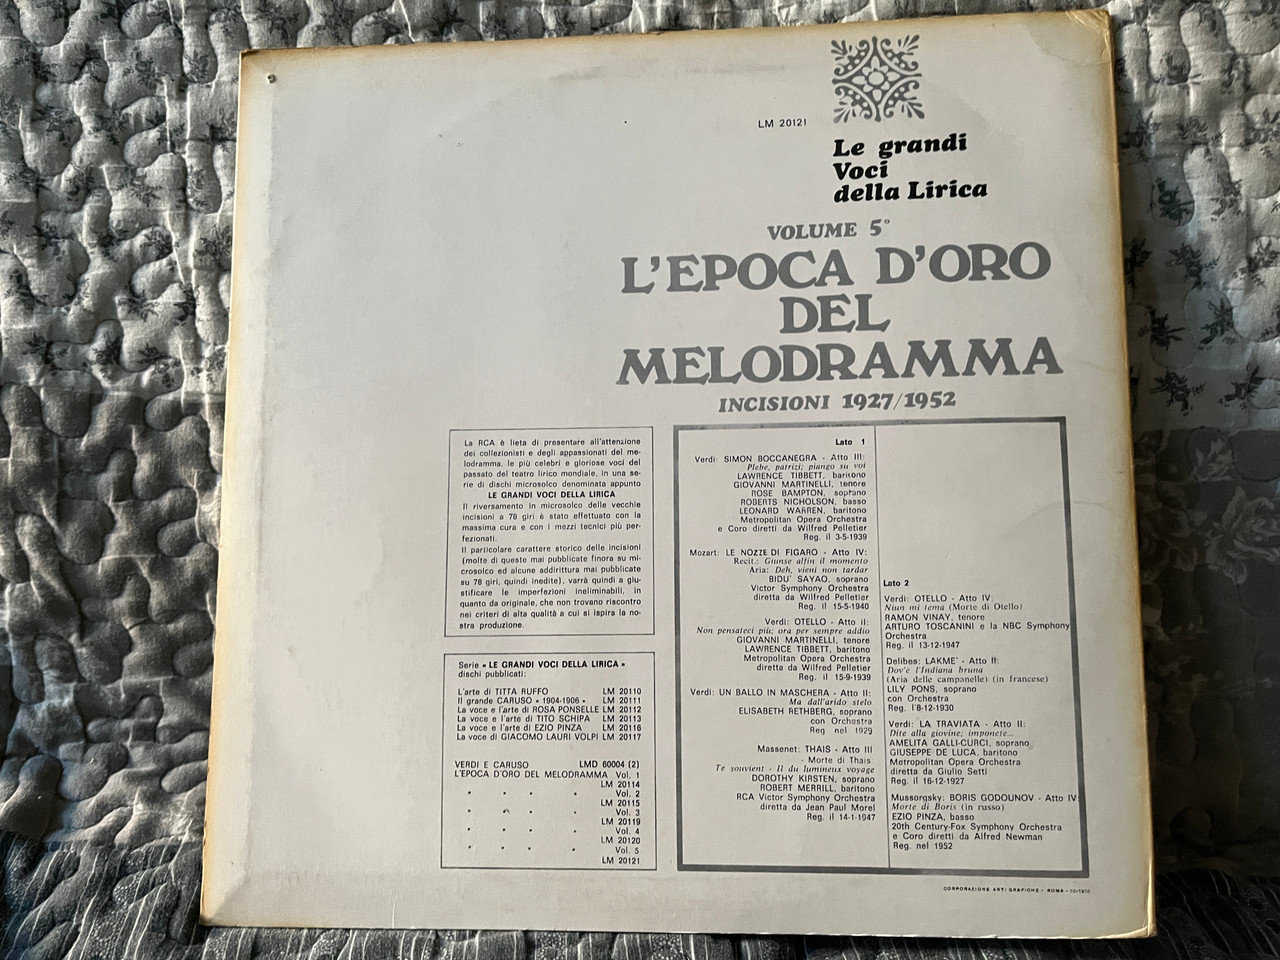 LM 20121
Le grandi
Voci
della Lirica
VOLUME 5°
L'EPOCA D'ORO
DEL
MELODRAMMA
INCISIONI 1927/1952
La RCA è lieta di presentare all'attenzione
dei collezionisti e degli appassionati del me-
lodramma, le più celebri e gloriose voci del
passato del teatro lirico mondiale, in una se-
rie di dischi microsolco denominata appunto
LE GRANDI VOCI DELLA LIRICA
Il riversamento in microsolco delle vecchie
incisioni a 78 giri è stato effettuato con la
massima cura e con i mezzi tecnici più per-
fezionati.
Il particolare carattere storico delle incisioni
(molte di queste mai pubblicate finora su mi-
crosolco ed alcune addirittura mai pubblicate
su 78 giri, quindi inedite), varrà quindi a giu-
stificare le imperfezioni ineliminabili, in
quanto da originale, che non trovano riscontro
nei criteri di alta qualità a cui si ispira la no-
stra produzione.
Serie « LE GRANDI VOCI DELLA LIRICA »
dischi pubblicati:
L'arte di TITTA RUFFO LM 20110
Il grande CARUSO « 1904-1906 » LM 20111
La voce e l'arte di ROSA PONSELLE LM 20112
La voce e l'arte di TITO SCHIPA LM 20113
La voce e l'arte di EZIO PINZA LM 20116
La voce di GIACOMO LAURI VOLPI LM 20117
VERDI E CARUSO LMD 60004 (2)
L'EPOCA D'ORO DEL MELODRAMMA Vol. 1
LM 20114
" " " " Vol. 2
LM 20115
" " " " Vol. 3
LM 20119
" " " " Vol. 4
LM 20120
" " " " Vol. 5
LM 20121
Lato 1
Verdi: SIMON BOCCANEGRA - Atto III:
Plebe, patrizi; piango su voi
LAWRENCE TIBBETT, baritono
GIOVANNI MARTINELLI, tenore
ROSE BAMPTON, soprano
ROBERTS NICHOLSON, basso
LEONARD WARREN, baritono
Metropolitan Opera Orchestra
e Coro diretti da Wilfred Pelletier
Reg. il 3-5-1939
Mozart: LE NOZZE DI FIGARO - Atto IV:
Recit.: Giunse alfin il momento
Aria: Deh, vieni non tardar
BIDU' SAYAO, soprano
Victor Symphony Orchestra
diretta da Wilfred Pelletier
Reg. il 15-5-1940
Verdi: OTELLO - Atto II:
Non pensateci più; ora per sempre addio
GIOVANNI MARTINELLI, tenore
LAWRENCE TIBBETT, baritono
Metropolitan Opera Orchestra
diretta da Wilfred Pelletier
Reg. il 15-9-1939
Verdi: UN BALLO IN MASCHERA - Atto II:
Ma dall'arido stelo
ELISABETH RETHBERG, soprano
con Orchestra
Reg nel 1929
Massenet: THAIS - Atto III
- Morte di Thais
Te souvient - Il du lumineux voyage
DOROTHY KIRSTEN, soprano
ROBERT MERRILL, baritono
RCA Victor Symphony Orchestra
diretta da Jean Paul Morel
Reg. il 14-1-1947
Lato 2
Verdi: OTELLO - Atto IV:
Niun mi tema (Morte di Otello)
RAMON VINAY, tenore
ARTURO TOSCANINI e la NBC Symphony
Orchestra
Reg. il 13-12-1947
Delibes: LAKME' - Atto II:
Dov'è l'Indiana bruna
(Aria delle campanelle) (in francese)
LILY PONS, soprano
con Orchestra
Reg. l'8-12-1930
Verdi: LA TRAVIATA - Atto II:
Dite alla giovine; imponete...
AMELITA GALLI-CURCI, soprano
GIUSEPPE DE LUCA, baritono
Metropolitan Opera Orchestra
diretta da Giulio Setti
Reg. il 16-12-1927
Mussorgsky: BORIS GODOUNOV - Atto IV
Morte di Boris (in russo)
EZIO PINZA, basso
20th Century-Fox Symphony Orchestra
e Coro diretti da Alfred Newman
Reg. nel 1952
CORPORAZIONE ARTI GRAFICHE - ROMA - 10-1970